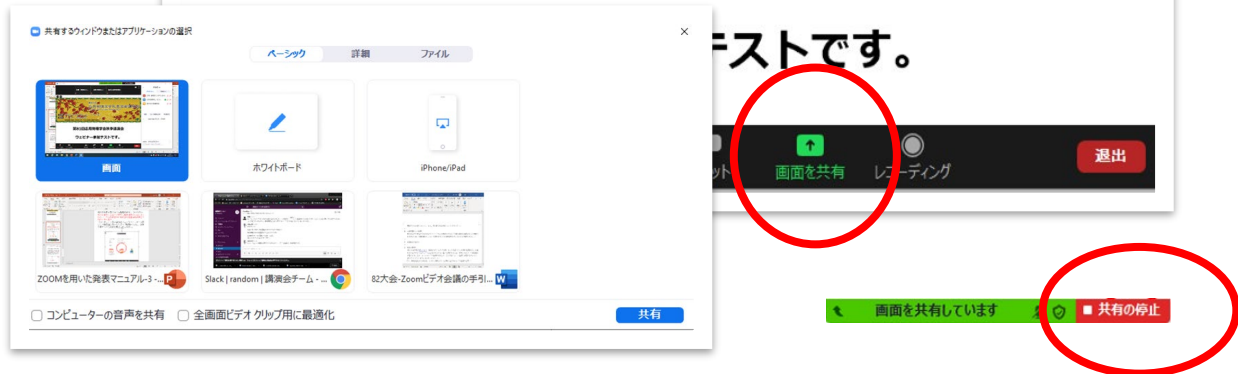 共有するウィンドウまたはアプリケーションの選択
ベーシック 詳細 ファイル
画面
ホワイトボード
iPhone/iPad
ZOOMを用いた発表マニュアル-3 -...
Slack | random | 講演会チーム - ...
82大会-Zoomビデオ会議の手引...
コンピューターの音声を共有 全画面ビデオ クリップ用に最適化
共有
テストです。
ット 画面を共有 レコーディング
退出
画面を共有しています
共有の停止